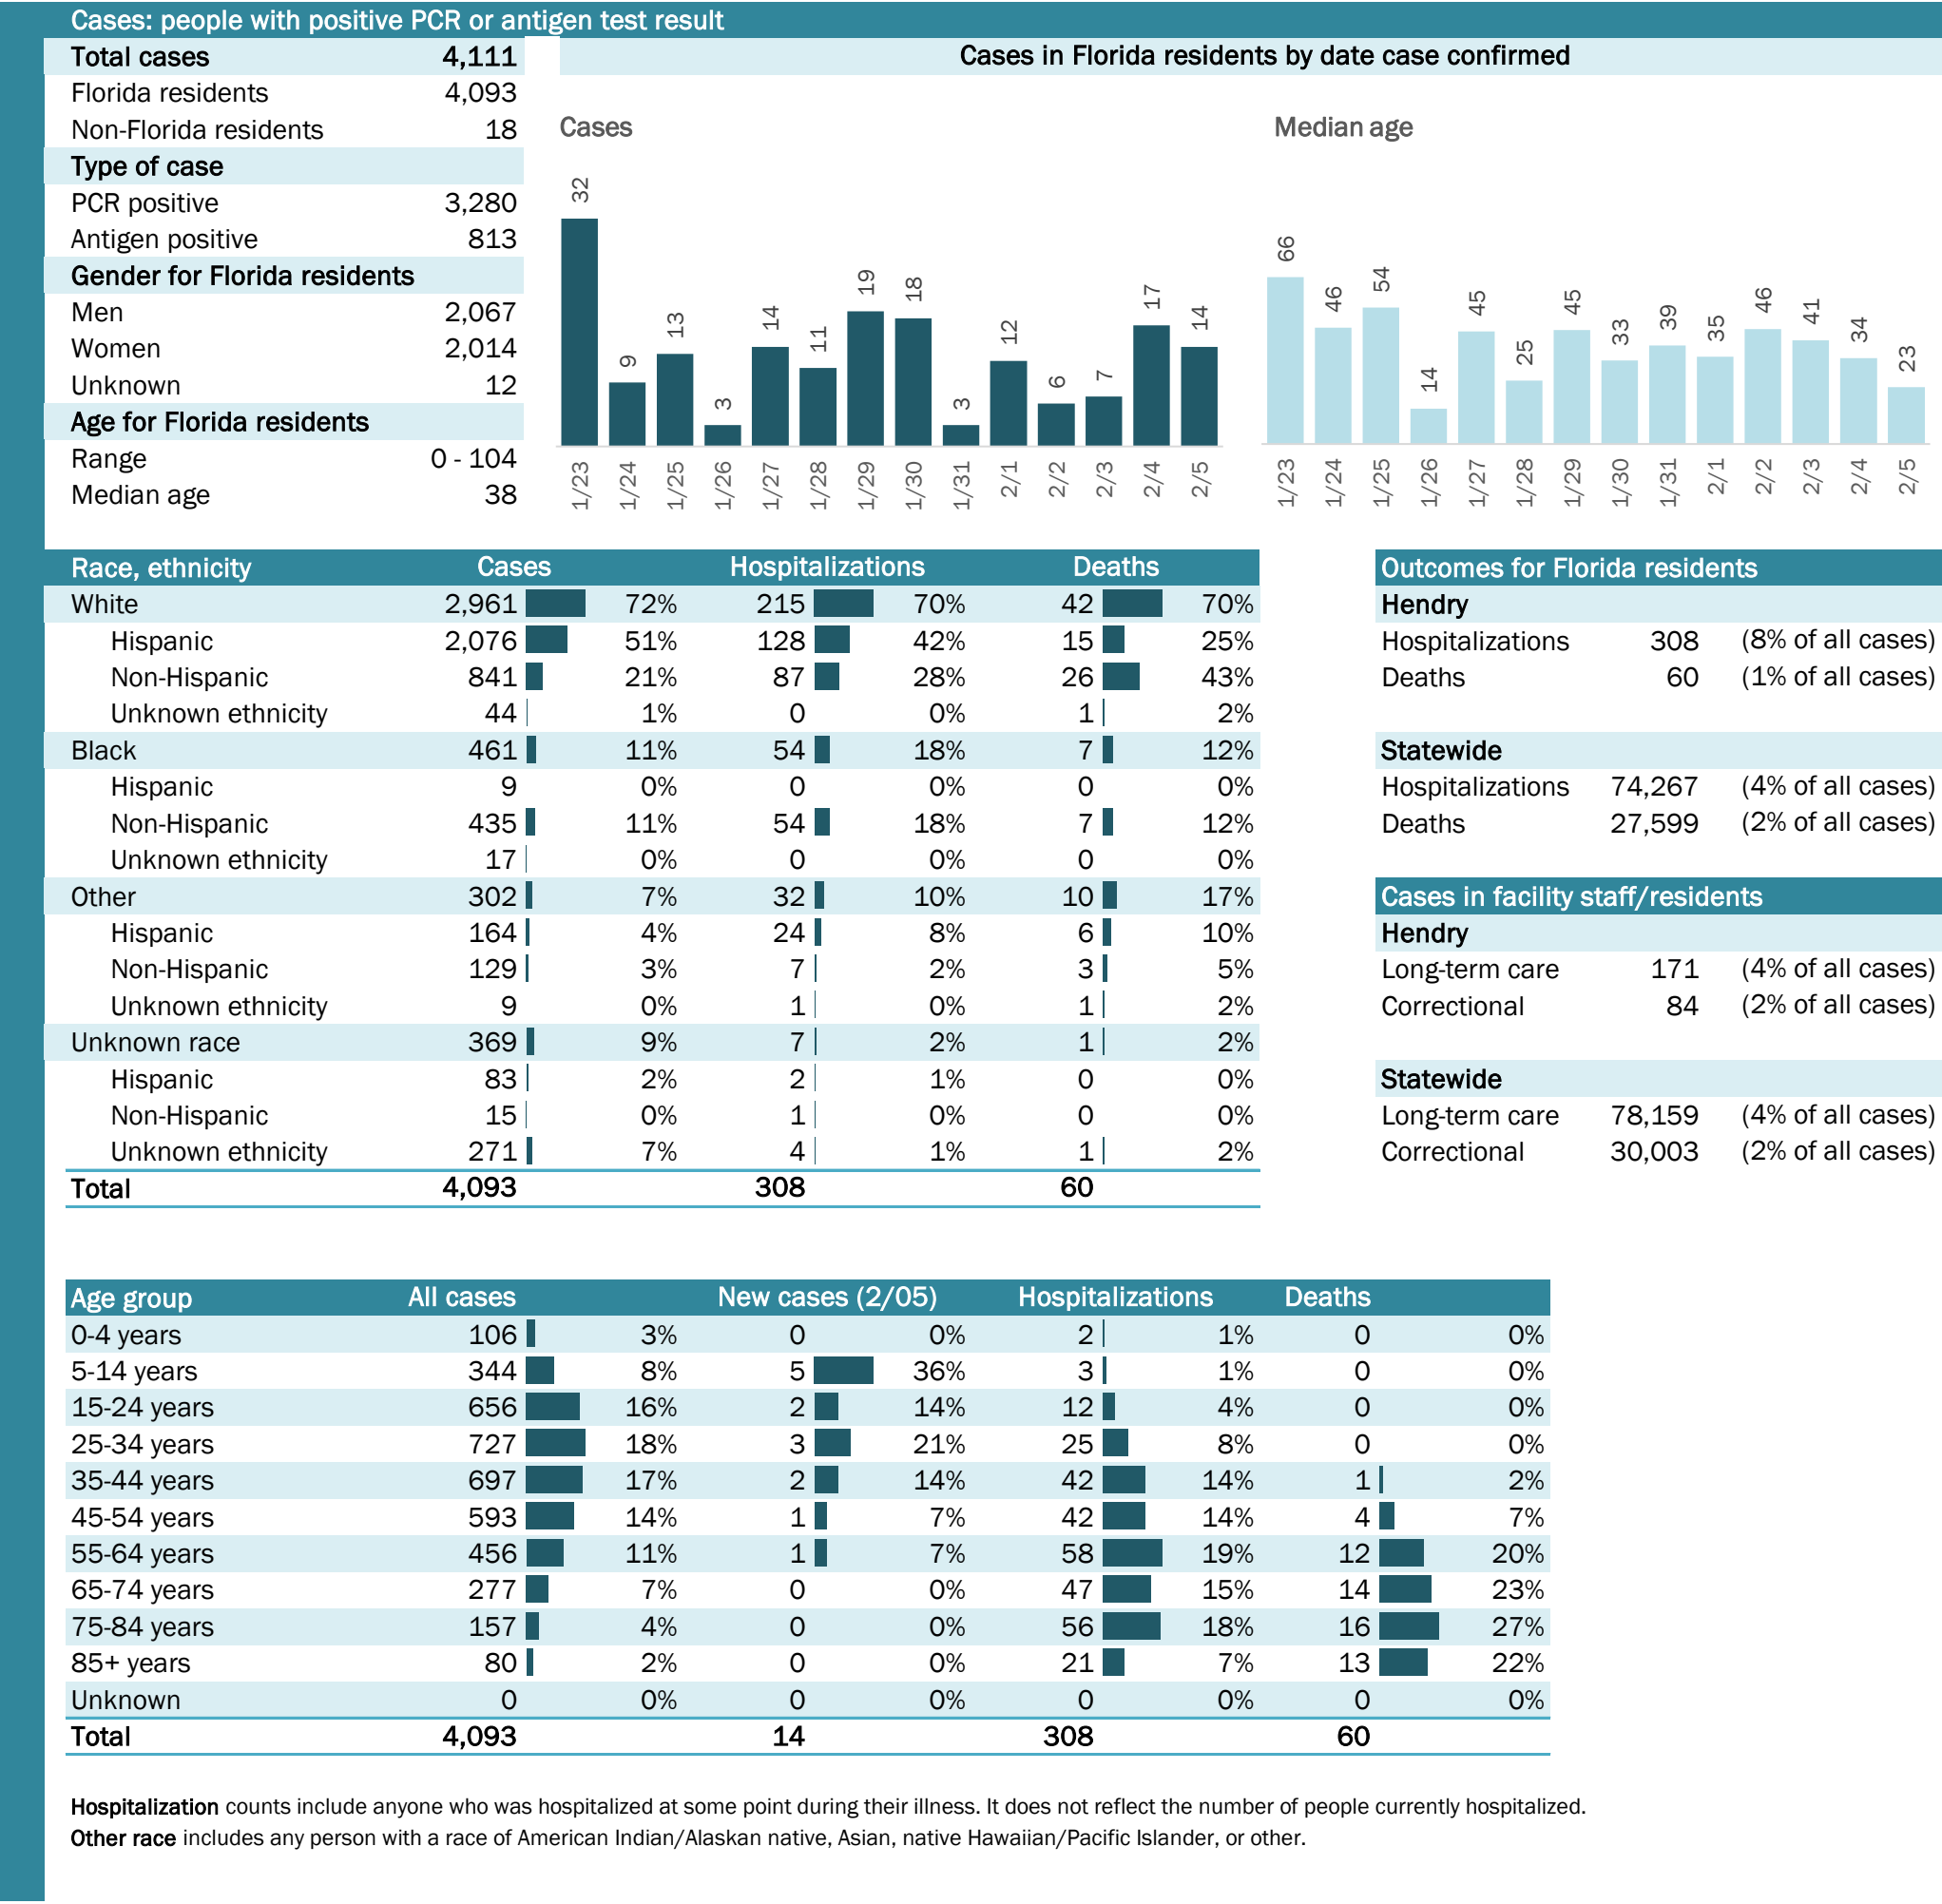 Cases: people with positive PCR or antigen test result
Total cases 4,111
Florida residents 4,093
Non-Florida residents 18
Type of case
PCR positive 3,280
Antigen positive 813
Gender for Florida residents
Men 2,067
Women 2,014
Unknown 12
Age for Florida residents
Range 0 - 104
Median age 38
Cases in Florida residents by date case confirmed
Cases
32 9 13 3 14 11 19 18 3 12 6 7 17 14
1/23 1/24 1/25 1/26 1/27 1/28 1/29 1/30 1/31 2/1 2/2 2/3 2/4 2/5
Median age
66 46 54 14 45 25 45 33 39 35 46 41 34 23
1/23 1/24 1/25 1/26 1/27 1/28 1/29 1/30 1/31 2/1 2/2 2/3 2/4 2/5
Race, ethnicity Cases Hospitalizations Deaths
White 2,961 72% 215 70% 42 70%
Hispanic 2,076 51% 128 42% 15 25%
Non-Hispanic 841 21% 87 28% 26 43%
Unknown ethnicity 44 1% 0 0% 1 2%
Black 461 11% 54 18% 7 12%
Hispanic 9 0% 0 0% 0 0%
Non-Hispanic 435 11% 54 18% 7 12%
Unknown ethnicity 17 0% 0 0% 0 0%
Other 302 7% 32 10% 10 17%
Hispanic 164 4% 24 8% 6 10%
Non-Hispanic 129 3% 7 2% 3 5%
Unknown ethnicity 9 0% 1 0% 1 2%
Unknown race 369 9% 7 2% 1 2%
Hispanic 83 2% 2 1% 0 0%
Non-Hispanic 15 0% 1 0% 0 0%
Unknown ethnicity 271 7% 4 1% 1 2%
Total 4,093 308 60
Outcomes for Florida residents
Hendry
Hospitalizations 308 (8% of all cases)
Deaths 60 (1% of all cases)
Statewide
Hospitalizations 74,267 (4% of all cases)
Deaths 27,599 (2% of all cases)
Cases in facility staff/residents
Hendry
Long-term care 171 (4% of all cases)
Correctional 84 (2% of all cases)
Statewide
Long-term care 78,159 (4% of all cases)
Correctional 30,003 (2% of all cases)
Age group All cases New cases (2/05) Hospitalizations Deaths
0-4 years 106 3% 0 0% 2 1% 0 0%
5-14 years 344 8% 5 36% 3 1% 0 0%
15-24 years 656 16% 2 14% 12 4% 0 0%
25-34 years 727 18% 3 21% 25 8% 0 0%
35-44 years 697 17% 2 14% 42 14% 1 2%
45-54 years 593 14% 1 7% 42 14% 4 7%
55-64 years 456 11% 1 7% 58 19% 12 20%
65-74 years 277 7% 0 0% 47 15% 14 23%
75-84 years 157 4% 0 0% 56 18% 16 27%
85+ years 80 2% 0 0% 21 7% 13 22%
Unknown 0 0% 0 0% 0 0% 0 0%
Total 4,093 14 308 60
Hospitalization counts include anyone who was hospitalized at some point during their illness. It does not reflect the number of people currently hospitalized.
Other race includes any person with a race of American Indian/Alaskan native, Asian, native Hawaiian/Pacific Islander, or other.